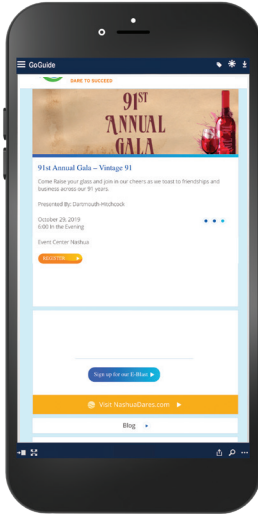 GoGuide
DARE TO SUCCEED
91ST
ANNUAL
GALA
91st Annual Gala – Vintage 91
Come Raise your glass and join in our cheers as we toast to friendships and
business across our 91 years.
Presented By: Dartmouth-Hitchcock
October 29, 2019
6:00 In the Evening
Event Center Nashua
REGISTER
Sign up for our E-Blast
Visit NashuaDares.com
Blog